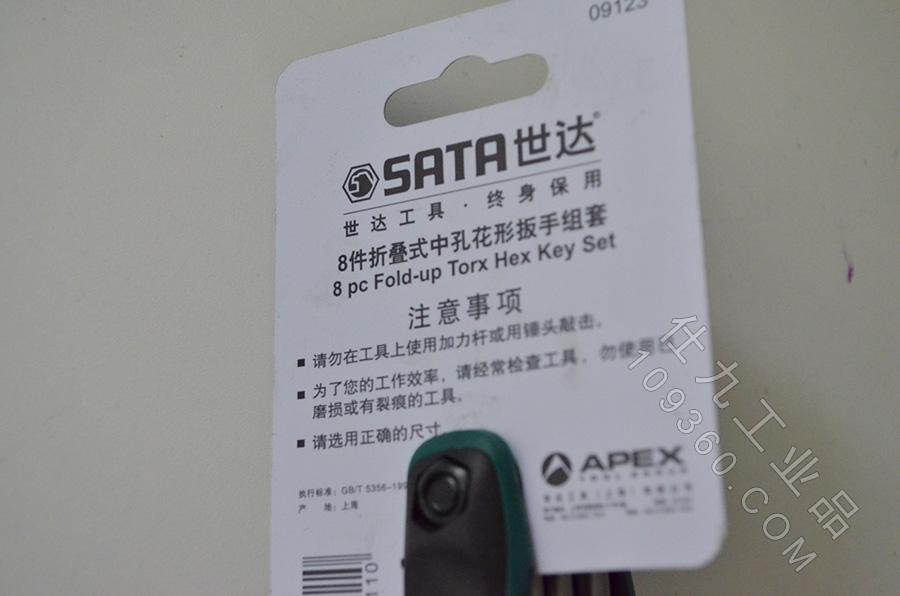 09123
SATA世达
世达工具·终身保用
8件折叠式中孔花形扳手组套
8 pc Fold-up Torx Hex Key Set
注意事项
■ 请勿在工具上使用加力杆或用锤头敲击。
■ 为了您的工作效率，请经常检查工具，勿使用已
磨损或有裂痕的工具。
■ 请选用正确的尺寸
执行标准：GB/T 5356-199
产 地：上海
APEX
TOOL GROUP
110
仕九工业品
109360.COM